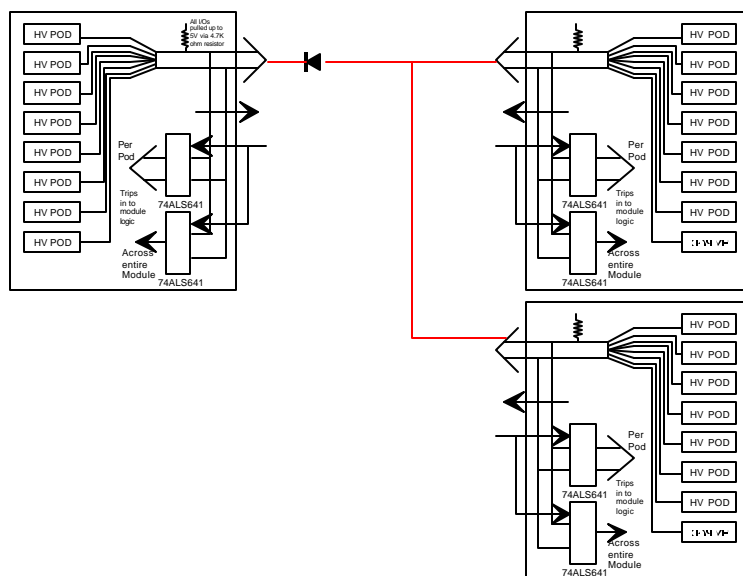 All I/Os
pulled up to
5V via 4.7K
ohm resistor
HV POD
HV POD
HV POD
HV POD
HV POD
HV POD
HV POD
HV POD
Per
Pod
74ALS641
Trips
in to
module
logic
Across
entire
Module
74ALS641
HV POD
HV POD
HV POD
HV POD
HV POD
HV POD
HV POD
Per
Pod
74ALS641
Trips
in to
module
logic
Across
entire
Module
74ALS641
HV POD
HV POD
HV POD
HV POD
HV POD
HV POD
HV POD
Per
Pod
74ALS641
Trips
in to
module
logic
Across
entire
Module
74ALS641